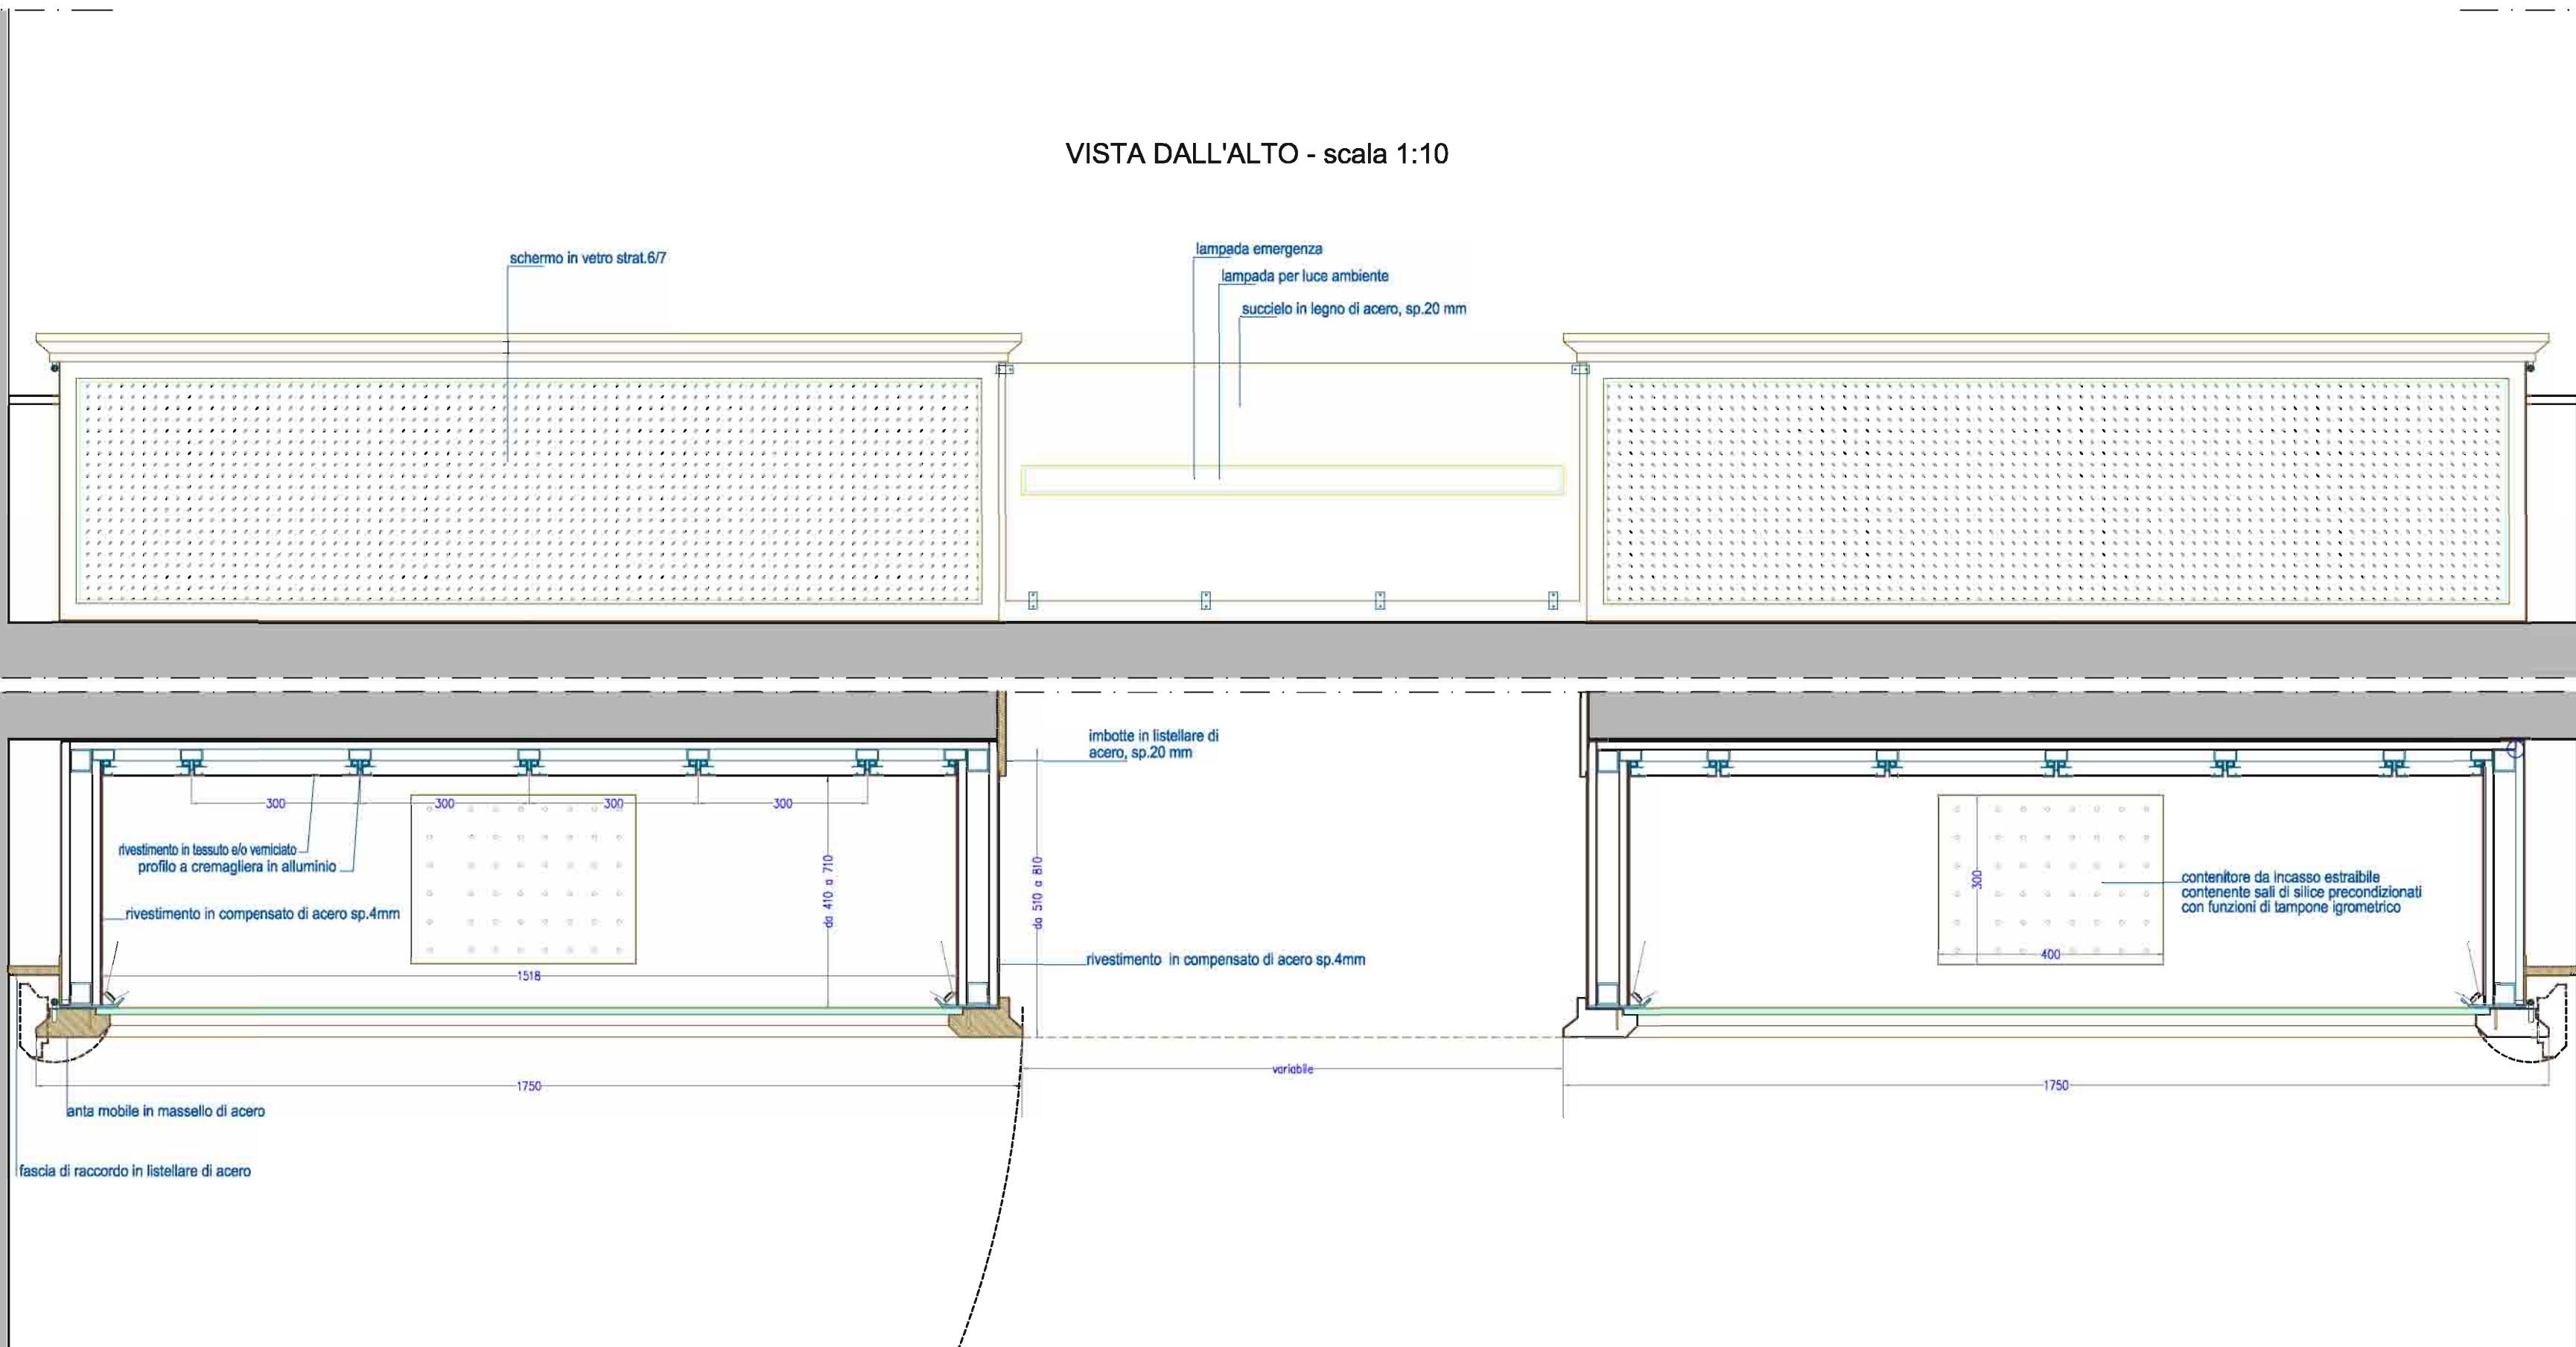 VISTA DALL'ALTO - scala 1:10
lampada emergenza
schermo in vetro strat.6/7
lampada per luce ambiente
succielo in legno di acero, sp.20 mm
imbotte in listellare di
acero, sp.20 mm
300
300
300
300
rivestimento in tessuto e/o verniciato
profilo a cremagliera in alluminio
da 410 a 710
da 510 a 810
300
contenitore da incasso estraibile
contenente sali di silice precondizionati
con funzioni di tampone igrometrico
rivestimento in compensato di acero sp.4mm
400
rivestimento in compensato di acero sp.4mm
1518
variabile
1750
1750
anta mobile in massello di acero
fascia di raccordo in listellare di acero